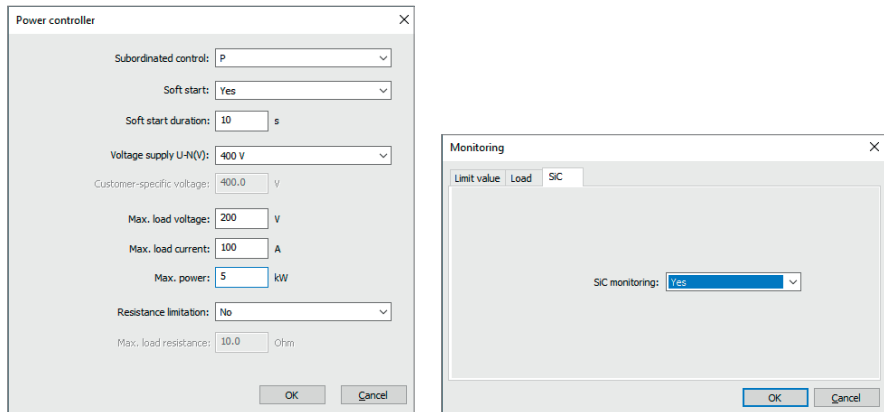 Power controller
Subordinated control: P
Soft start: Yes
Soft start duration: 10 s
Voltage supply U-N(V): 400 V
Customer-specific voltage: 400.0 V
Max. load voltage: 200 V
Max. load current: 100 A
Max. power: 5 kW
Resistance limitation: No
Max. load resistance: 10.0 Ohm
OK Cancel
Monitoring
Limit value Load SiC
SiC monitoring: Yes
OK Cancel